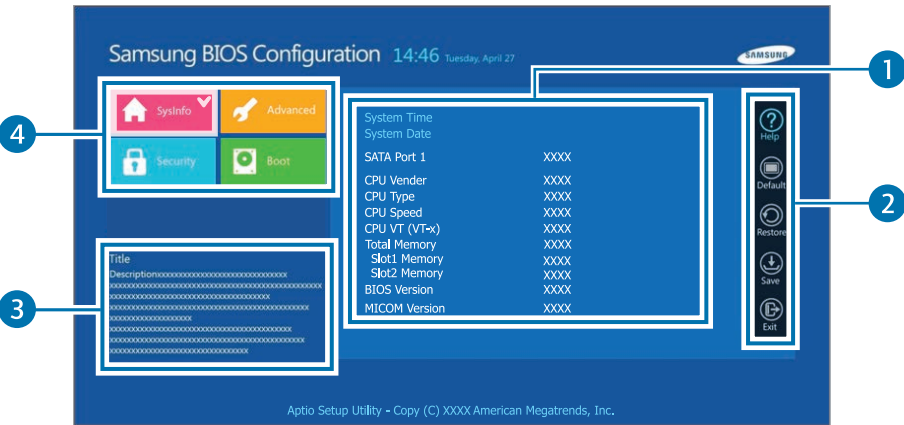 Samsung BIOS Configuration 14:46 Tuesday, April 27
SAMSUNG
1
4
SysInfo
Advanced
Security
Boot
System Time
System Date
SATA Port 1 XXXX
CPU Vender XXXX
CPU Type XXXX
CPU Speed XXXX
CPU VT (VT-x) XXXX
Total Memory XXXX
Slot1 Memory XXXX
Slot2 Memory XXXX
BIOS Version XXXX
MICOM Version XXXX
Help
Default
Restore
Save
Exit
2
3
Title
Description
Aptio Setup Utility - Copy (C) XXXX American Megatrends, Inc.